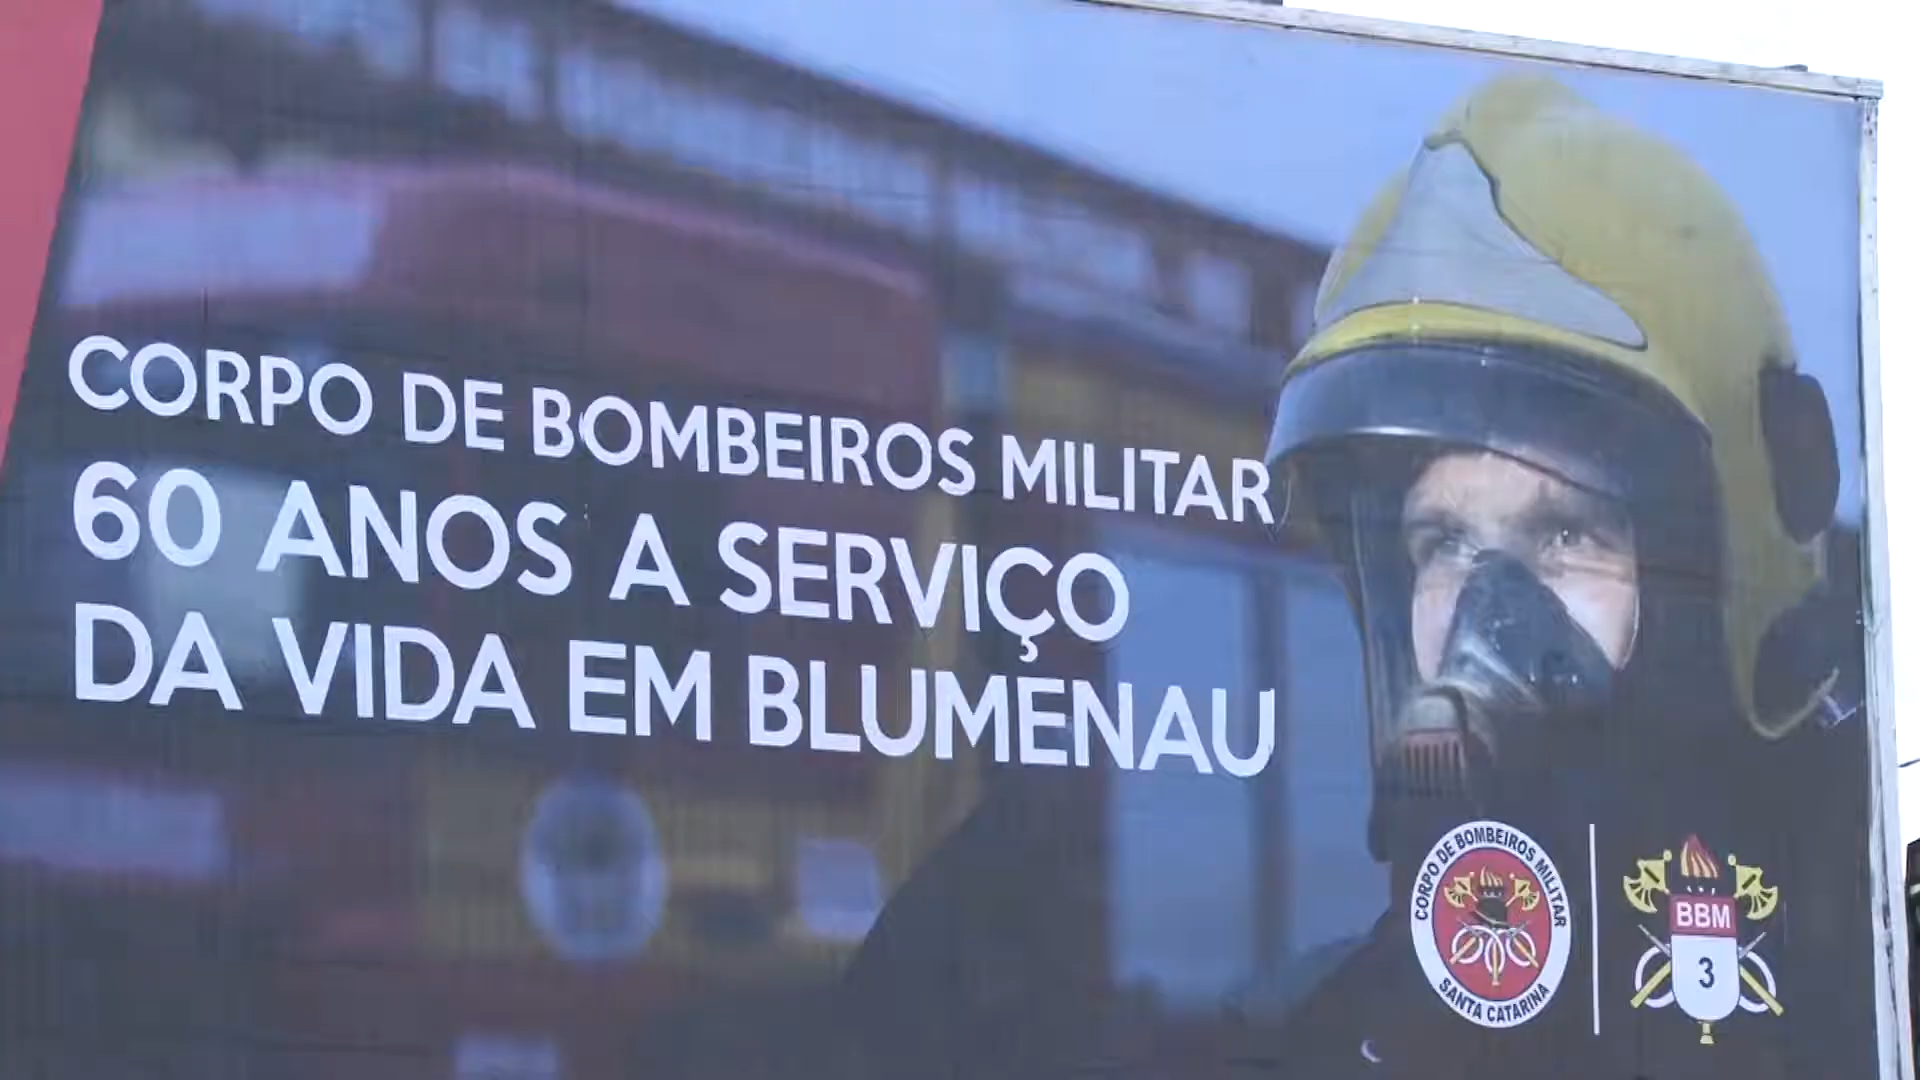 CORPO DE BOMBEIROS MILITAR
60 ANOS A SERVIÇO
DA VIDA EM BLUMENAU
CORPO DE BOMBEIROS MILITAR
SANTA CATARINA
BBM
3